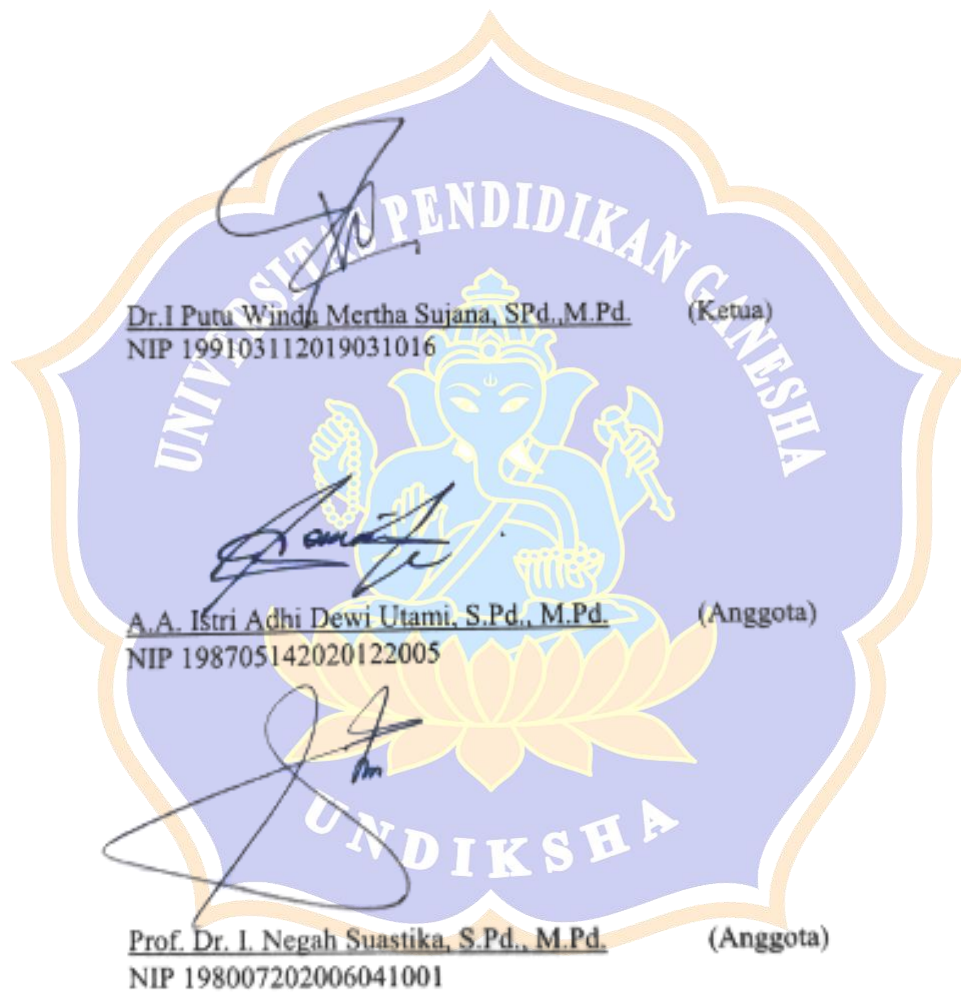 UNIVERSITAS PENDIDIKAN GANESHA
Dr.I Putu Windu Mertha Sujana, SPd.,M.Pd. (Ketua)
NIP 199103112019031016
A.A. Istri Adhi Dewi Utami, S.Pd., M.Pd. (Anggota)
NIP 198705142020122005
UNDIKSHA
Prof. Dr. I. Negah Suastika, S.Pd., M.Pd. (Anggota)
NIP 198007202006041001